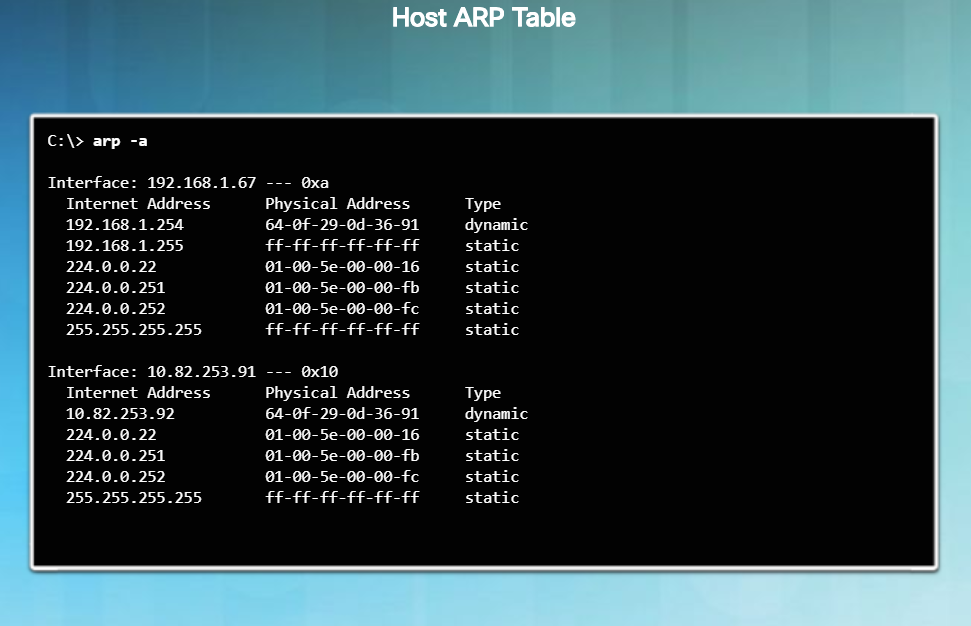 Host ARP Table
C:\> arp -a
Interface: 192.168.1.67 --- 0xa
Internet Address Physical Address Type
192.168.1.254 64-0f-29-0d-36-91 dynamic
192.168.1.255 ff-ff-ff-ff-ff-ff static
224.0.0.22 01-00-5e-00-00-16 static
224.0.0.251 01-00-5e-00-00-fb static
224.0.0.252 01-00-5e-00-00-fc static
255.255.255.255 ff-ff-ff-ff-ff-ff static
Interface: 10.82.253.91 --- 0x10
Internet Address Physical Address Type
10.82.253.92 64-0f-29-0d-36-91 dynamic
224.0.0.22 01-00-5e-00-00-16 static
224.0.0.251 01-00-5e-00-00-fb static
224.0.0.252 01-00-5e-00-00-fc static
255.255.255.255 ff-ff-ff-ff-ff-ff static